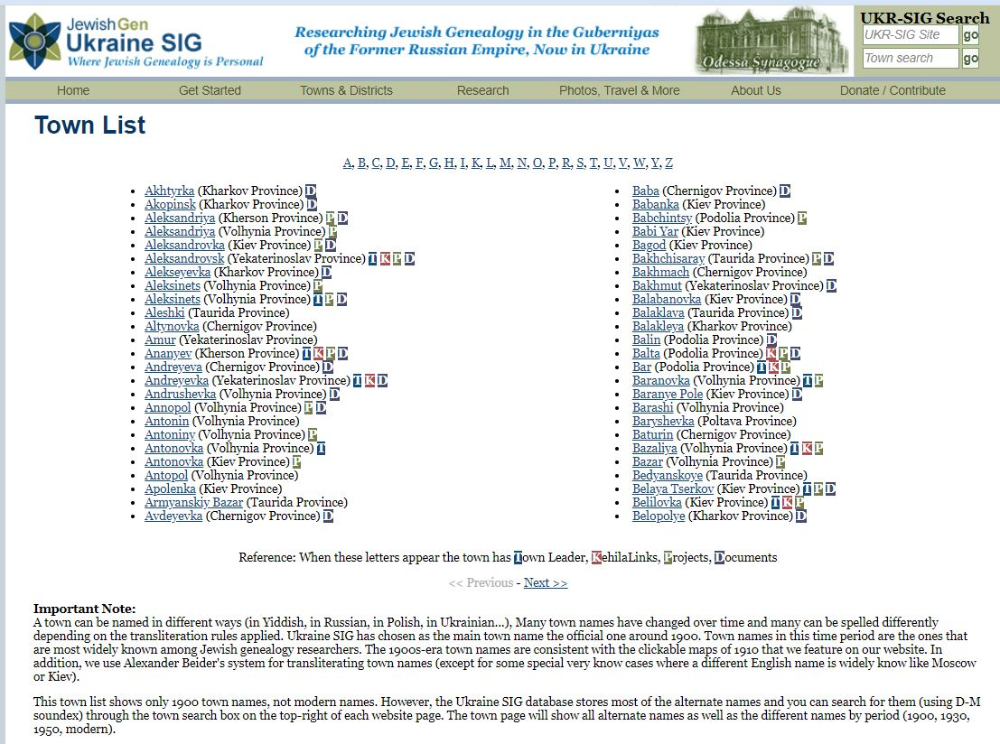 JewishGen
Ukraine SIG
Where Jewish Genealogy is Personal
Researching Jewish Genealogy in the Guberniyas
of the Former Russian Empire, Now in Ukraine
Odessa Synagogue
UKR-SIG Search
UKR-SIG Site go
Town search go
Home Get Started Towns & Districts Research Photos, Travel & More About Us Donate / Contribute
Town List
A, B, C, D, E, F, G, H, I, K, L, M, N, O, P, R, S, T, U, V, W, Y, Z
Akhtyrka (Kharkov Province) D
Akopinsk (Kharkov Province) D
Aleksandriya (Kherson Province) P D
Aleksandriya (Volhynia Province) P
Aleksandrovka (Kiev Province) P D
Aleksandrovsk (Yekaterinoslav Province) T K P D
Alekseyevka (Kharkov Province) D
Aleksinets (Volhynia Province) P
Aleksinets (Volhynia Province) T P D
Aleshki (Taurida Province)
Altynovka (Chernigov Province)
Amur (Yekaterinoslav Province)
Ananyev (Kherson Province) T K P D
Andreyeva (Chernigov Province) D
Andreyevka (Yekaterinoslav Province) T K D
Andrushevka (Volhynia Province) D
Annopol (Volhynia Province) P D
Antonin (Volhynia Province)
Antoniny (Volhynia Province) P
Antonovka (Volhynia Province) T
Antonovka (Kiev Province) P
Antopol (Volhynia Province)
Apolenka (Kiev Province)
Armyanskiy Bazar (Taurida Province)
Avdeyevka (Chernigov Province) D
Baba (Chernigov Province) D
Babanka (Kiev Province)
Babchintsy (Podolia Province) P
Babi Yar (Kiev Province)
Bagod (Kiev Province)
Bakhchisaray (Taurida Province) P D
Bakhmach (Chernigov Province)
Bakhmut (Yekaterinoslav Province) D
Balabanovka (Kiev Province) D
Balaklava (Taurida Province) D
Balakleya (Kharkov Province)
Balin (Podolia Province) D
Balta (Podolia Province) K P D
Bar (Podolia Province) T K P
Baranovka (Volhynia Province) T P
Baranye Pole (Kiev Province) D
Barashi (Volhynia Province)
Baryshevka (Poltava Province)
Baturin (Chernigov Province)
Bazaliya (Volhynia Province) T K P
Bazar (Volhynia Province) P
Bedyanskoye (Taurida Province)
Belaya Tserkov (Kiev Province) T P D
Belilovka (Kiev Province) T K P
Belopolye (Kharkov Province) D
Reference: When these letters appear the town has Town Leader, KehilaLinks, Projects, Documents
<< Previous - Next >>
Important Note:
A town can be named in different ways (in Yiddish, in Russian, in Polish, in Ukrainian...), Many town names have changed over time and many can be spelled differently
depending on the transliteration rules applied. Ukraine SIG has chosen as the main town name the official one around 1900. Town names in this time period are the ones that
are most widely known among Jewish genealogy researchers. The 1900s-era town names are consistent with the clickable maps of 1910 that we feature on our website. In
addition, we use Alexander Beider's system for transliterating town names (except for some special very know cases where a different English name is widely know like Moscow
or Kiev).
This town list shows only 1900 town names, not modern names. However, the Ukraine SIG database stores most of the alternate names and you can search for them (using D-M
soundex) through the town search box on the top-right of each website page. The town page will show all alternate names as well as the different names by period (1900, 1930,
1950, modern).